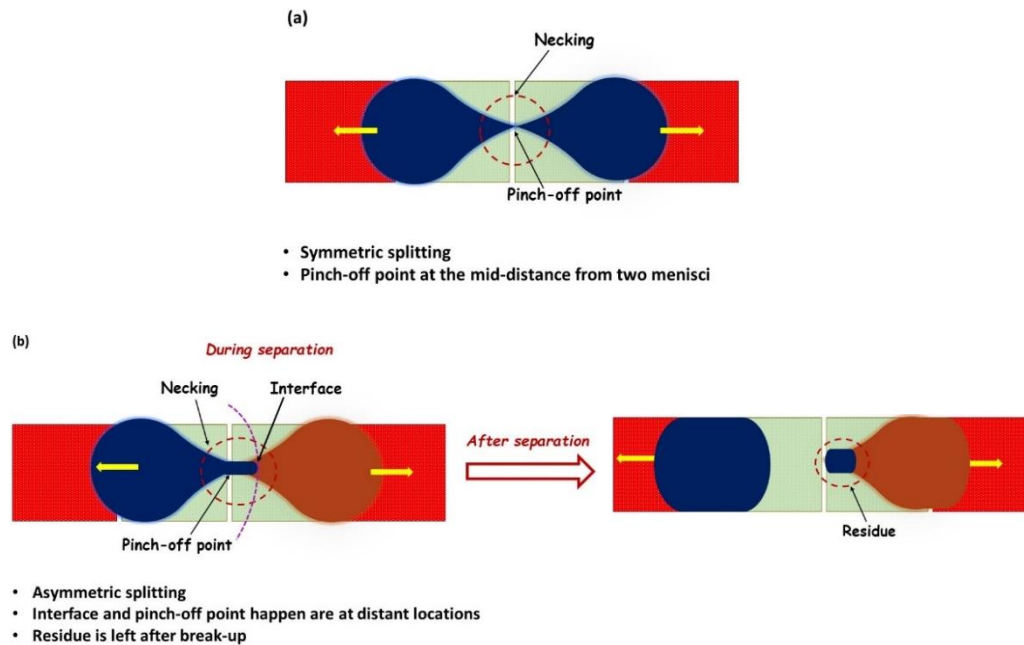 (a)
Necking
Pinch-off point
• Symmetric splitting
• Pinch-off point at the mid-distance from two menisci
(b)
During separation
Necking
Interface
Pinch-off point
After separation
Residue
• Asymmetric splitting
• Interface and pinch-off point happen are at distant locations
• Residue is left after break-up